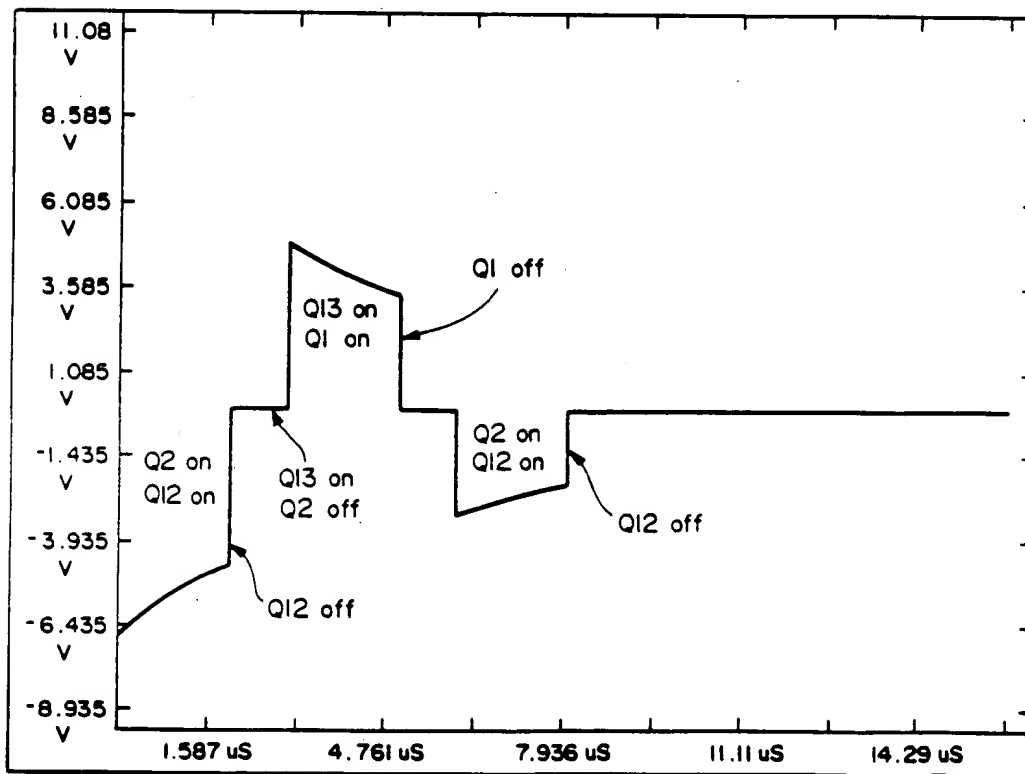 11.08
V
8.585
V
6.085
V
3.585
V
1.085
V
-1.435
V
-3.935
V
-6.435
V
-8.935
V
Q1 off
Q13 on
Q1 on
Q2 on
Q12 on
Q13 on
Q2 off
Q12 off
Q2 on
Q12 on
Q12 off
1.587 uS
4.761 uS
7.936 uS
11.11 uS
14.29 uS